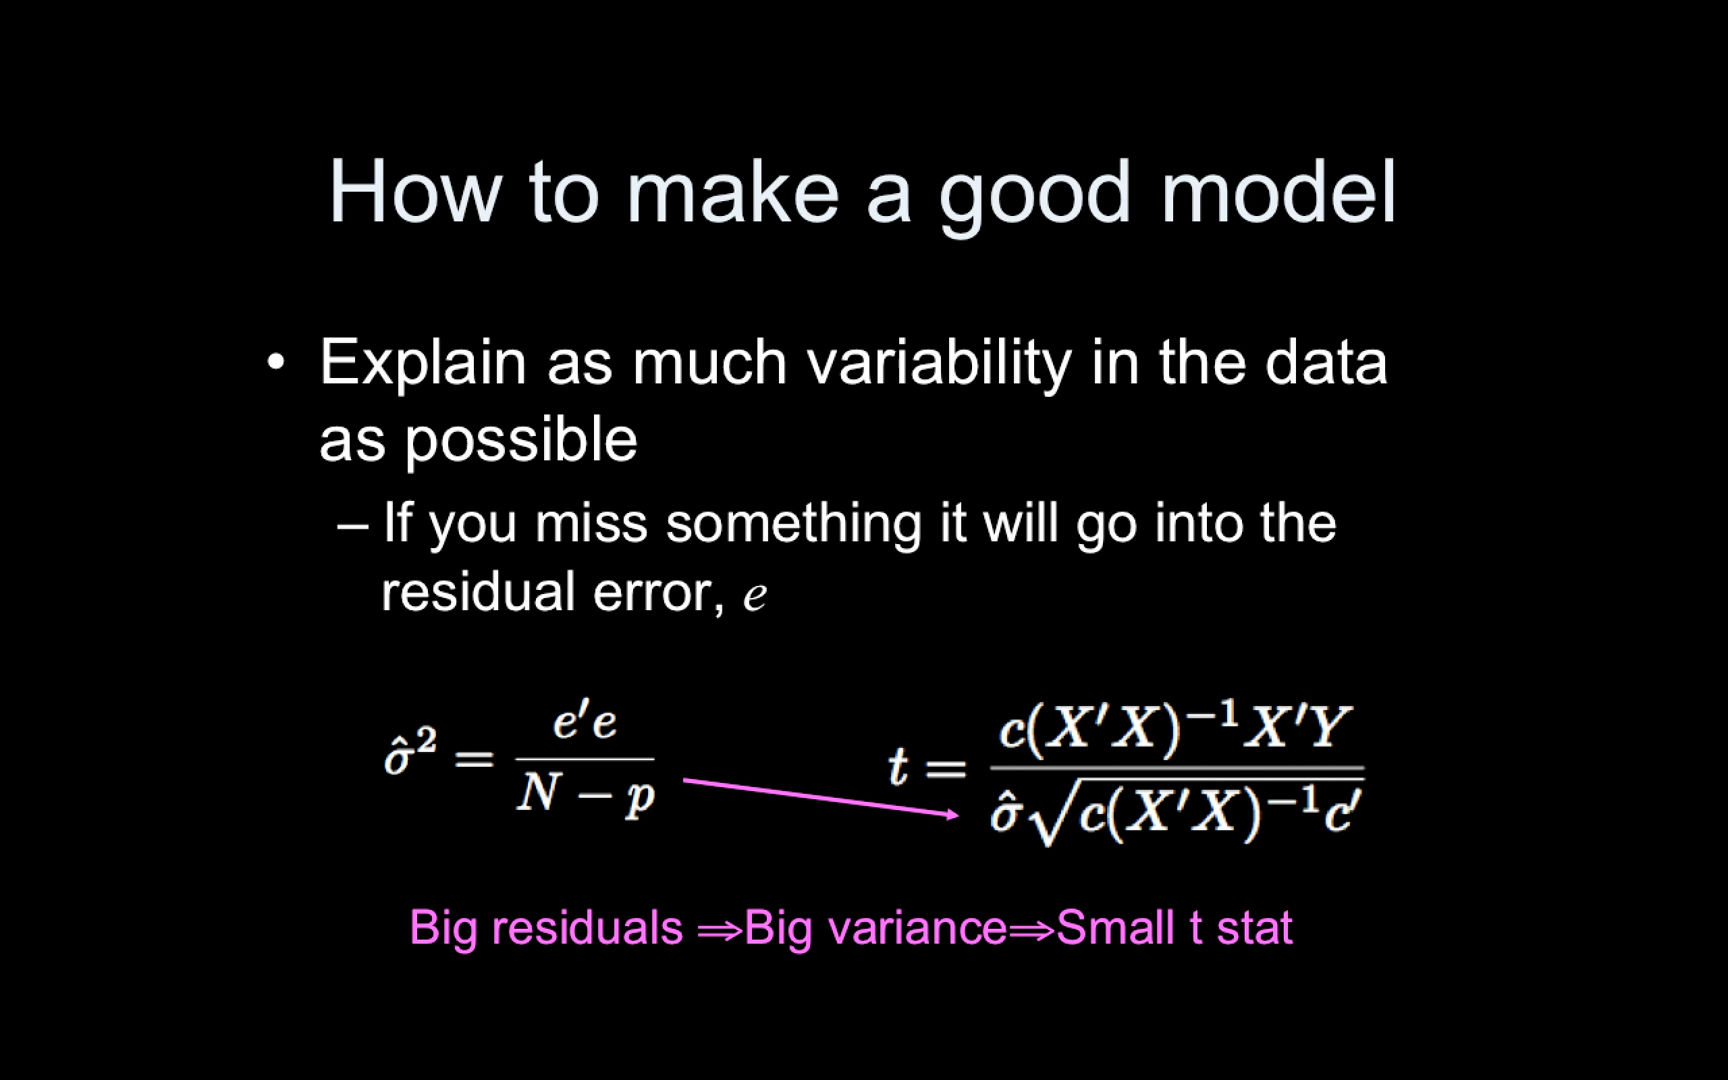 How to make a good model
• Explain as much variability in the data
as possible
– If you miss something it will go into the
residual error, e
σ̂² = e′e / (N − p)
t = c(X′X)⁻¹X′Y / (σ̂√(c(X′X)⁻¹c′))
Big residuals ⇒Big variance⇒Small t stat